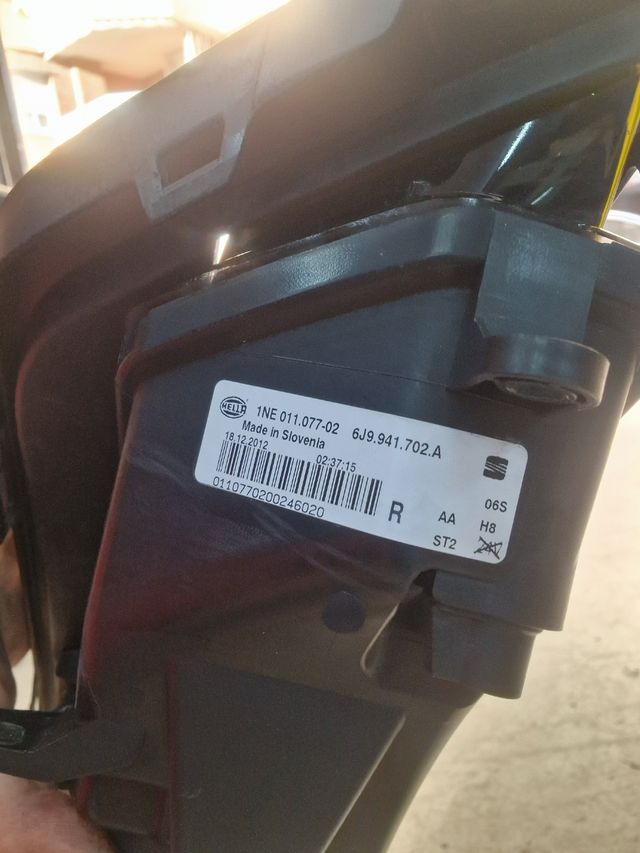 HELLA 1NE 011.077-02 6J9.941.702.A
Made in Slovenia
18.12.2012 02:37:15
0110770200246020
R
06S
AA H8
ST2